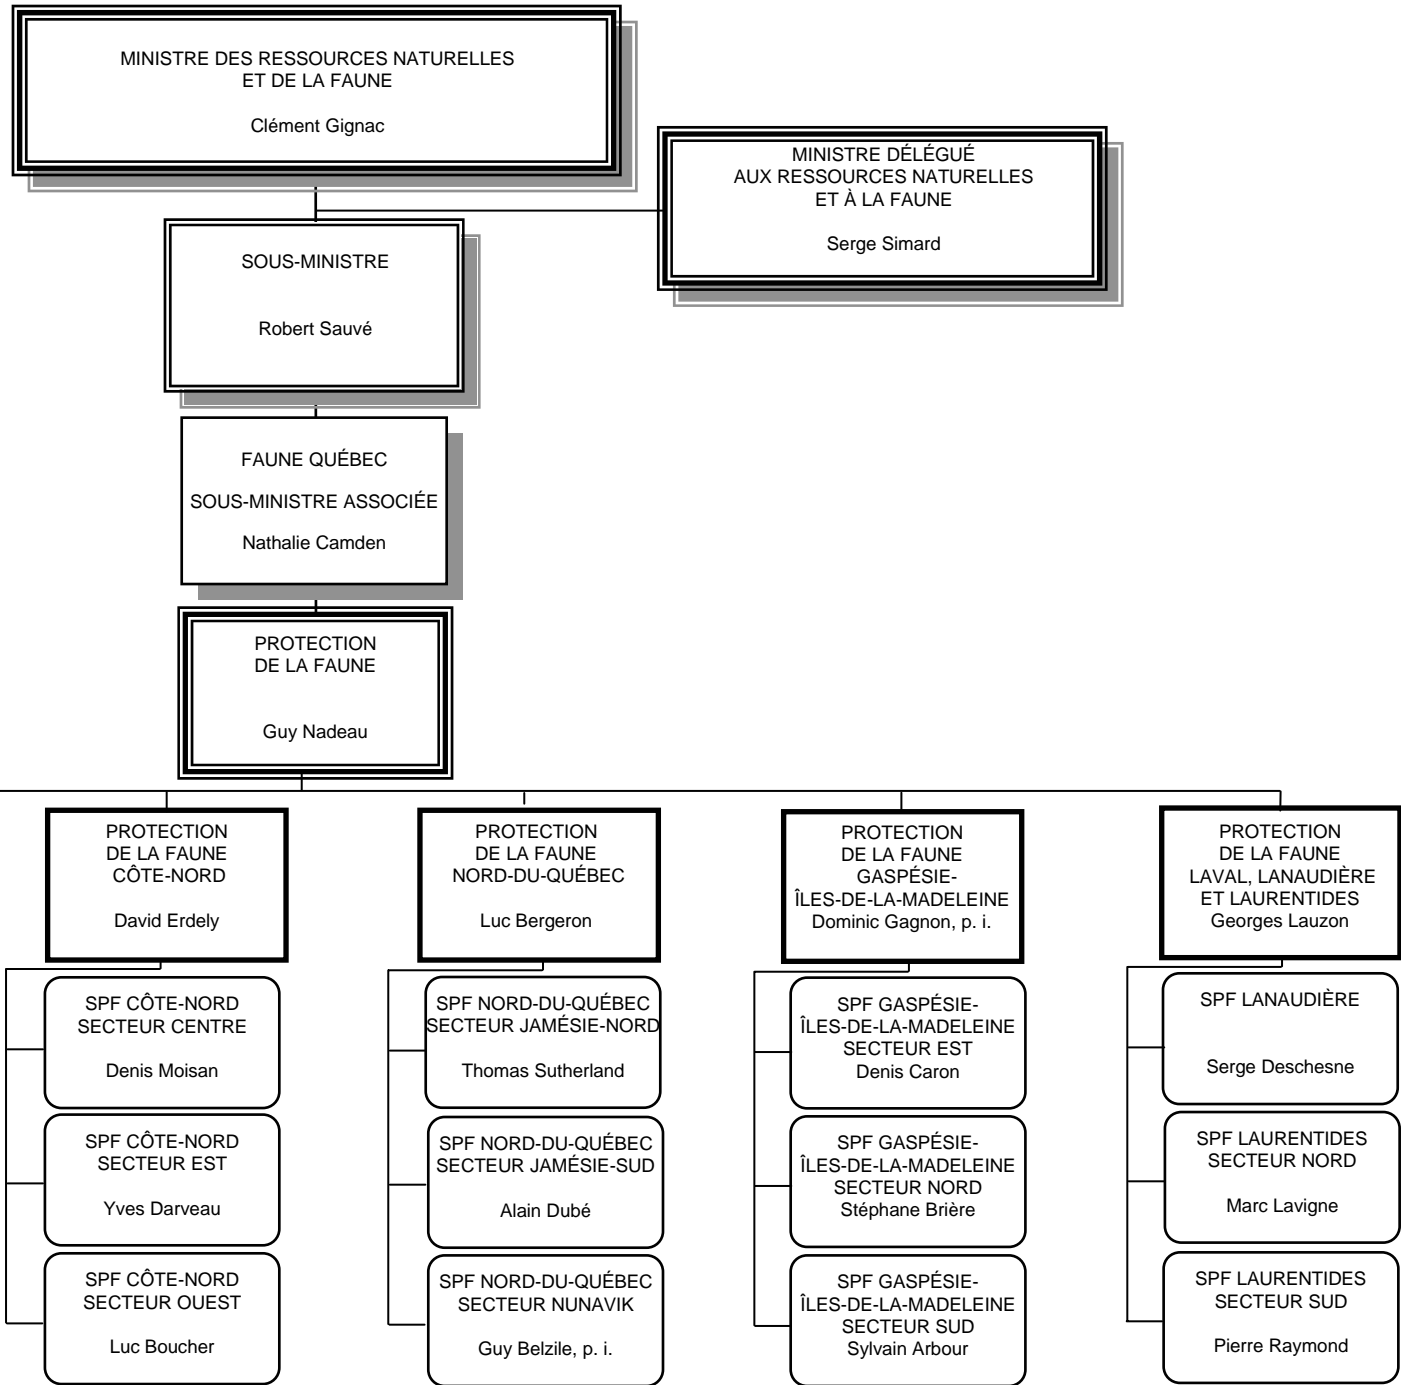 MINISTRE DES RESSOURCES NATURELLES
ET DE LA FAUNE
Clément Gignac
MINISTRE DÉLÉGUÉ
AUX RESSOURCES NATURELLES
ET À LA FAUNE
Serge Simard
SOUS-MINISTRE
Robert Sauvé
FAUNE QUÉBEC
SOUS-MINISTRE ASSOCIÉE
Nathalie Camden
PROTECTION
DE LA FAUNE
Guy Nadeau
PROTECTION
DE LA FAUNE
CÔTE-NORD
David Erdely
SPF CÔTE-NORD
SECTEUR CENTRE
Denis Moisan
SPF CÔTE-NORD
SECTEUR EST
Yves Darveau
SPF CÔTE-NORD
SECTEUR OUEST
Luc Boucher
PROTECTION
DE LA FAUNE
NORD-DU-QUÉBEC
Luc Bergeron
SPF NORD-DU-QUÉBEC
SECTEUR JAMÉSIE-NORD
Thomas Sutherland
SPF NORD-DU-QUÉBEC
SECTEUR JAMÉSIE-SUD
Alain Dubé
SPF NORD-DU-QUÉBEC
SECTEUR NUNAVIK
Guy Belzile, p. i.
PROTECTION
DE LA FAUNE
GASPÉSIE-
ÎLES-DE-LA-MADELEINE
Dominic Gagnon, p. i.
SPF GASPÉSIE-
ÎLES-DE-LA-MADELEINE
SECTEUR EST
Denis Caron
SPF GASPÉSIE-
ÎLES-DE-LA-MADELEINE
SECTEUR NORD
Stéphane Brière
SPF GASPÉSIE-
ÎLES-DE-LA-MADELEINE
SECTEUR SUD
Sylvain Arbour
PROTECTION
DE LA FAUNE
LAVAL, LANAUDIÈRE
ET LAURENTIDES
Georges Lauzon
SPF LANAUDIÈRE
Serge Deschesne
SPF LAURENTIDES
SECTEUR NORD
Marc Lavigne
SPF LAURENTIDES
SECTEUR SUD
Pierre Raymond